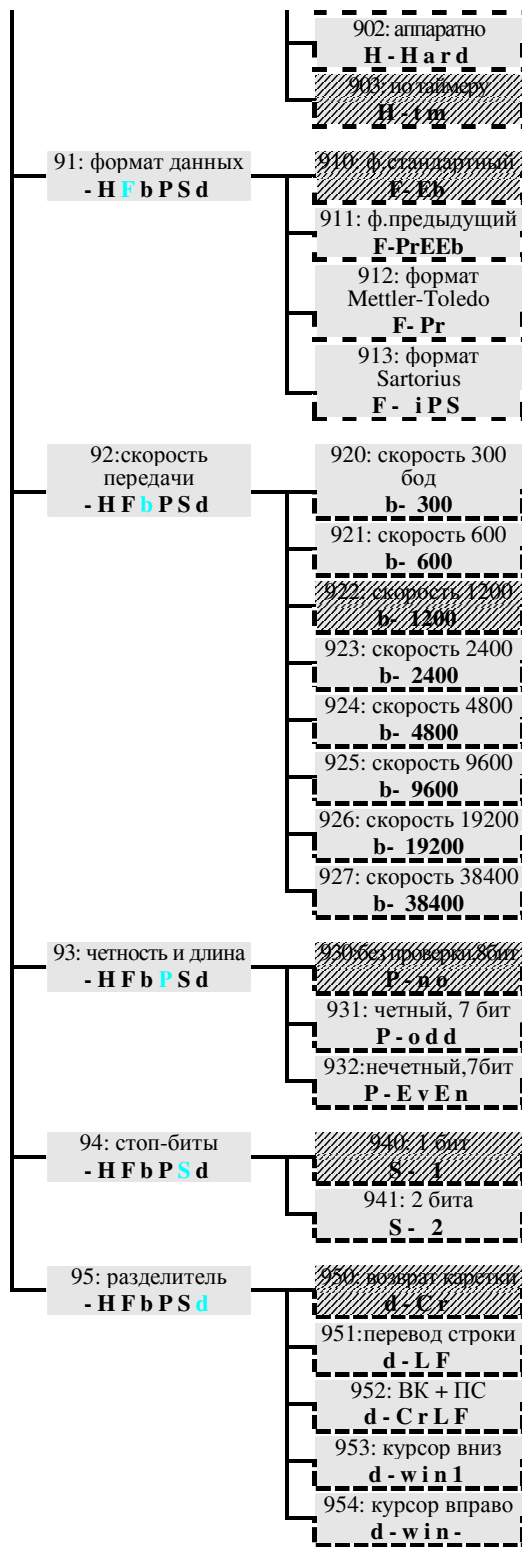 902: аппаратно
H - H a r d
903: по таймеру
H - t m
91: формат данных
- H F b P S d
910: ф.стандартный
F- Eb
911: ф.предыдущий
F-PrEEb
912: формат
Mettler-Toledo
F- Pr
913: формат
Sartorius
F - i P S
92:скорость
передачи
- H F b P S d
920: скорость 300
бод
b- 300
921: скорость 600
b- 600
922: скорость 1200
b- 1200
923: скорость 2400
b- 2400
924: скорость 4800
b- 4800
925: скорость 9600
b- 9600
926: скорость 19200
b- 19200
927: скорость 38400
b- 38400
93: четность и длина
- H F b P S d
930:без проверки,8бит
P - n o
931: четный, 7 бит
P - o d d
932:нечетный,7бит
P - E v E n
94: стоп-биты
- H F b P S d
940: 1 бит
S - 1
941: 2 бита
S - 2
95: разделитель
- H F b P S d
950: возврат каретки
d - C r
951:перевод строки
d - L F
952: ВК + ПС
d - C r L F
953: курсор вниз
d - w i n 1
954: курсор вправо
d - w i n -